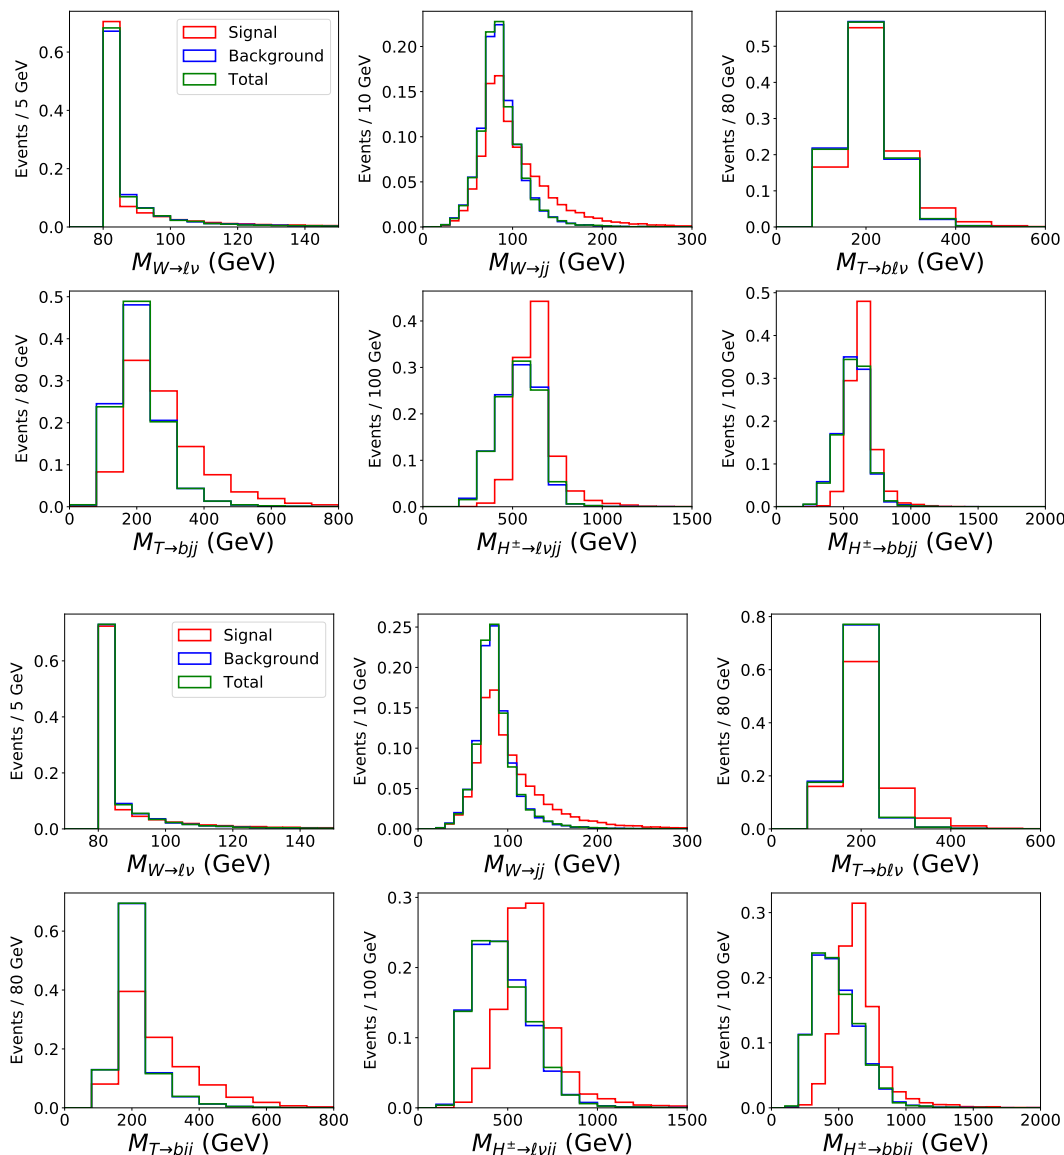 Events / 5 GeV
0.6
0.4
0.2
0.0
80 100 120 140
M_{W→ℓν} (GeV)
Signal
Background
Total
Events / 10 GeV
0.20
0.15
0.10
0.05
0.00
0 100 200 300
M_{W→jj} (GeV)
Events / 80 GeV
0.5
0.4
0.3
0.2
0.1
0.0
0 200 400 600
M_{T→bℓν} (GeV)
Events / 80 GeV
0.5
0.4
0.3
0.2
0.1
0.0
0 200 400 600 800
M_{T→bjj} (GeV)
Events / 100 GeV
0.4
0.3
0.2
0.1
0.0
0 500 1000 1500
M_{H^±→ℓνjj} (GeV)
Events / 100 GeV
0.4
0.3
0.2
0.1
0.0
0 500 1000 1500 2000
M_{H^±→bbjj} (GeV)
Events / 5 GeV
0.6
0.4
0.2
0.0
80 100 120 140
M_{W→ℓν} (GeV)
Signal
Background
Total
Events / 10 GeV
0.25
0.20
0.15
0.10
0.05
0.00
0 100 200 300
M_{W→jj} (GeV)
Events / 80 GeV
0.8
0.6
0.4
0.2
0.0
0 200 400 600
M_{T→bℓν} (GeV)
Events / 80 GeV
0.6
0.4
0.2
0.0
0 200 400 600 800
M_{T→bjj} (GeV)
Events / 100 GeV
0.3
0.2
0.1
0.0
0 500 1000 1500
M_{H^±→ℓνjj} (GeV)
Events / 100 GeV
0.3
0.2
0.1
0.0
0 500 1000 1500 2000
M_{H^±→bbjj} (GeV)